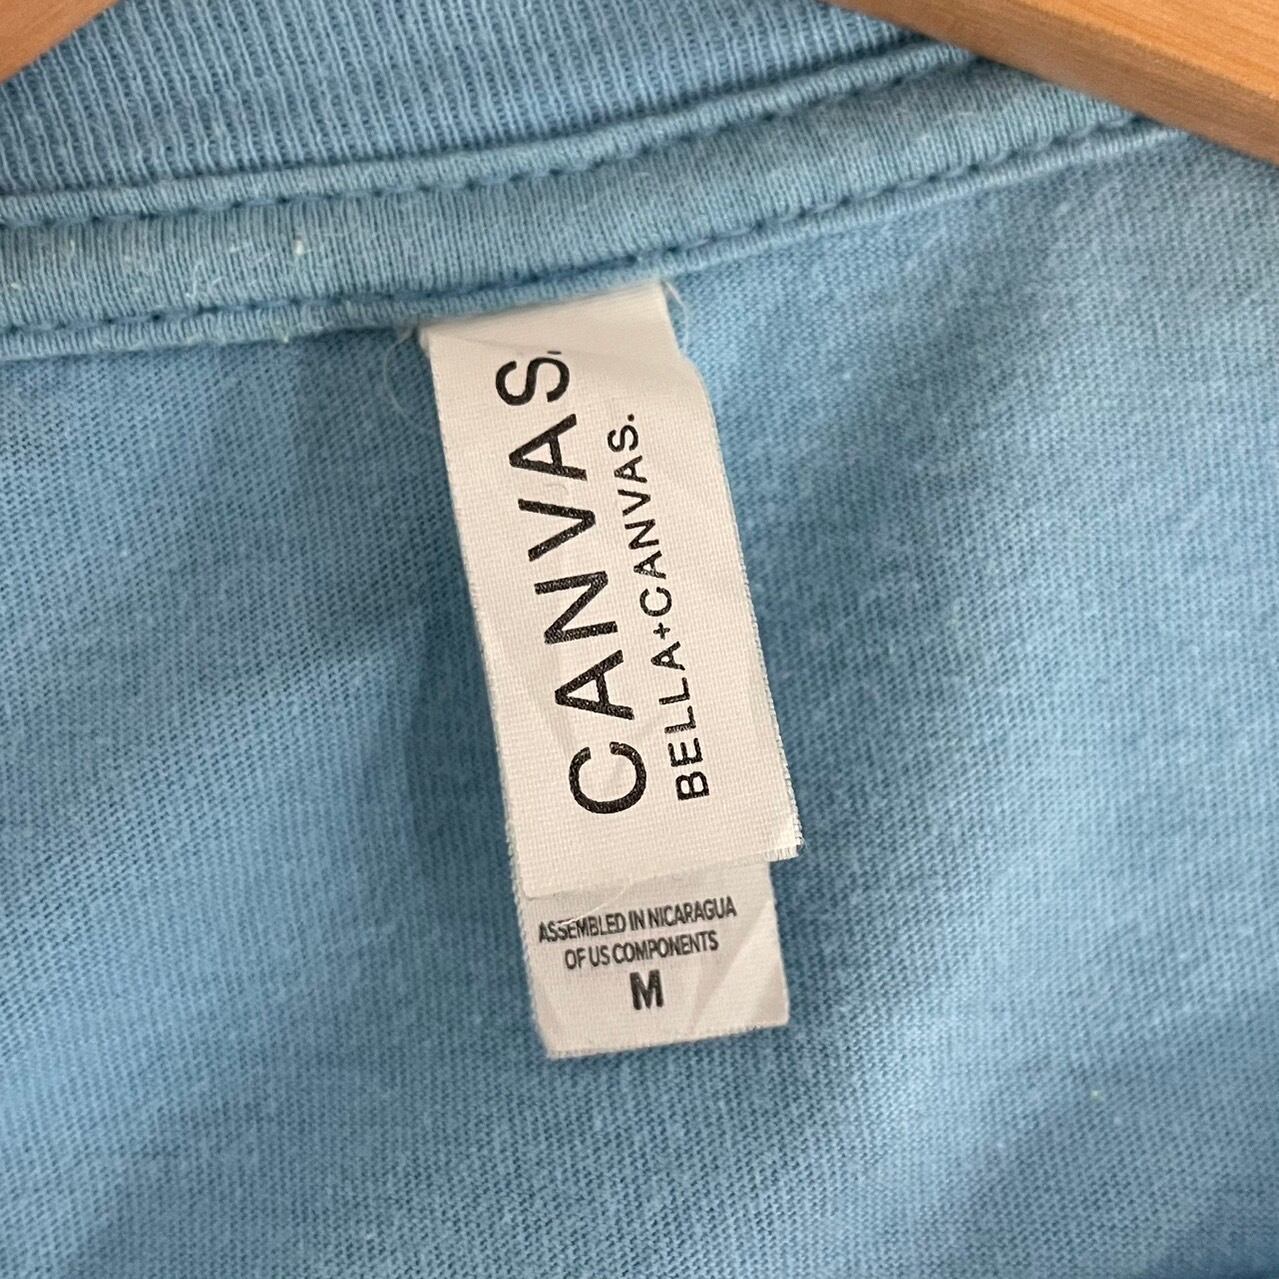 CANVAS.
BELLA+CANVAS.
ASSEMBLED IN NICARAGUA
OF US COMPONENTS
M